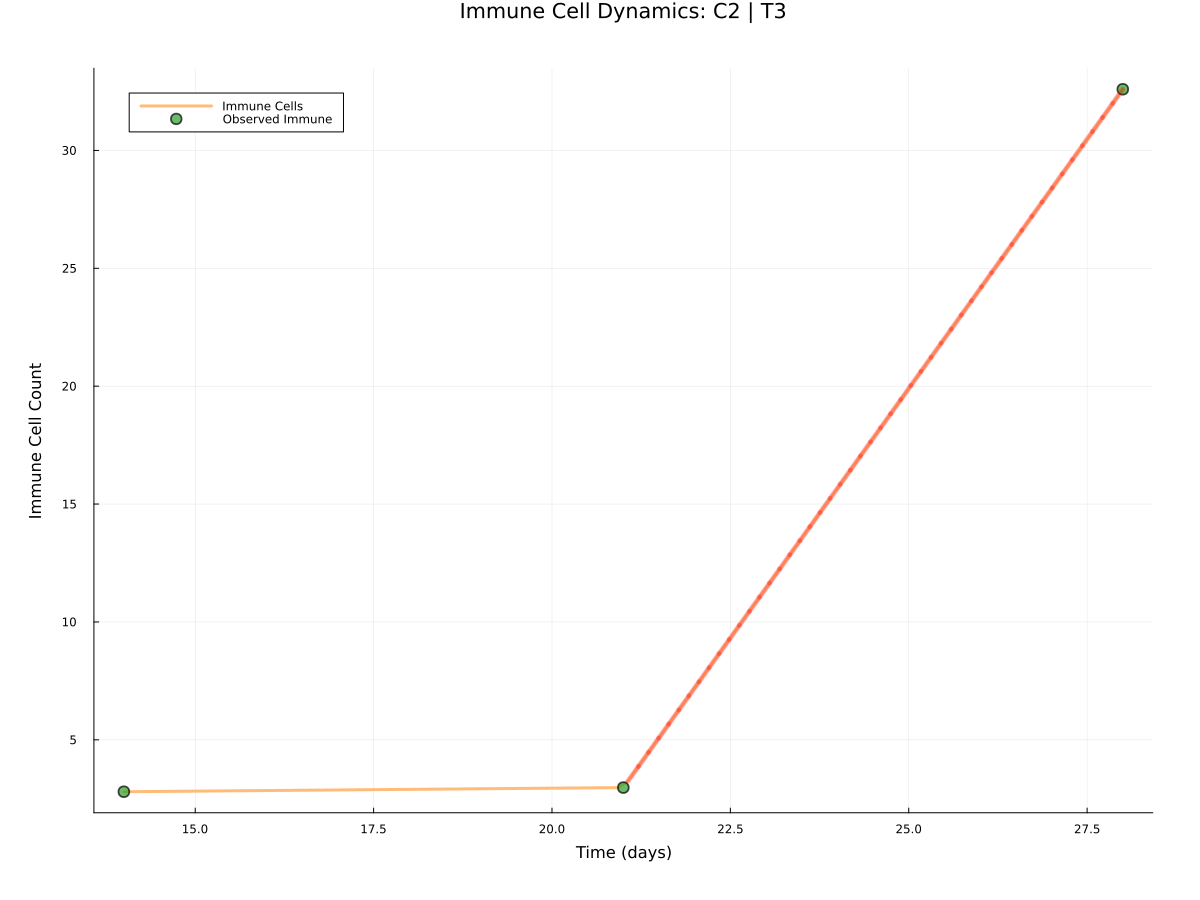 Immune Cell Dynamics: C2 | T3
Immune Cells
Observed Immune
30
25
20
15
10
5
Immune Cell Count
15.0 17.5 20.0 22.5 25.0 27.5
Time (days)